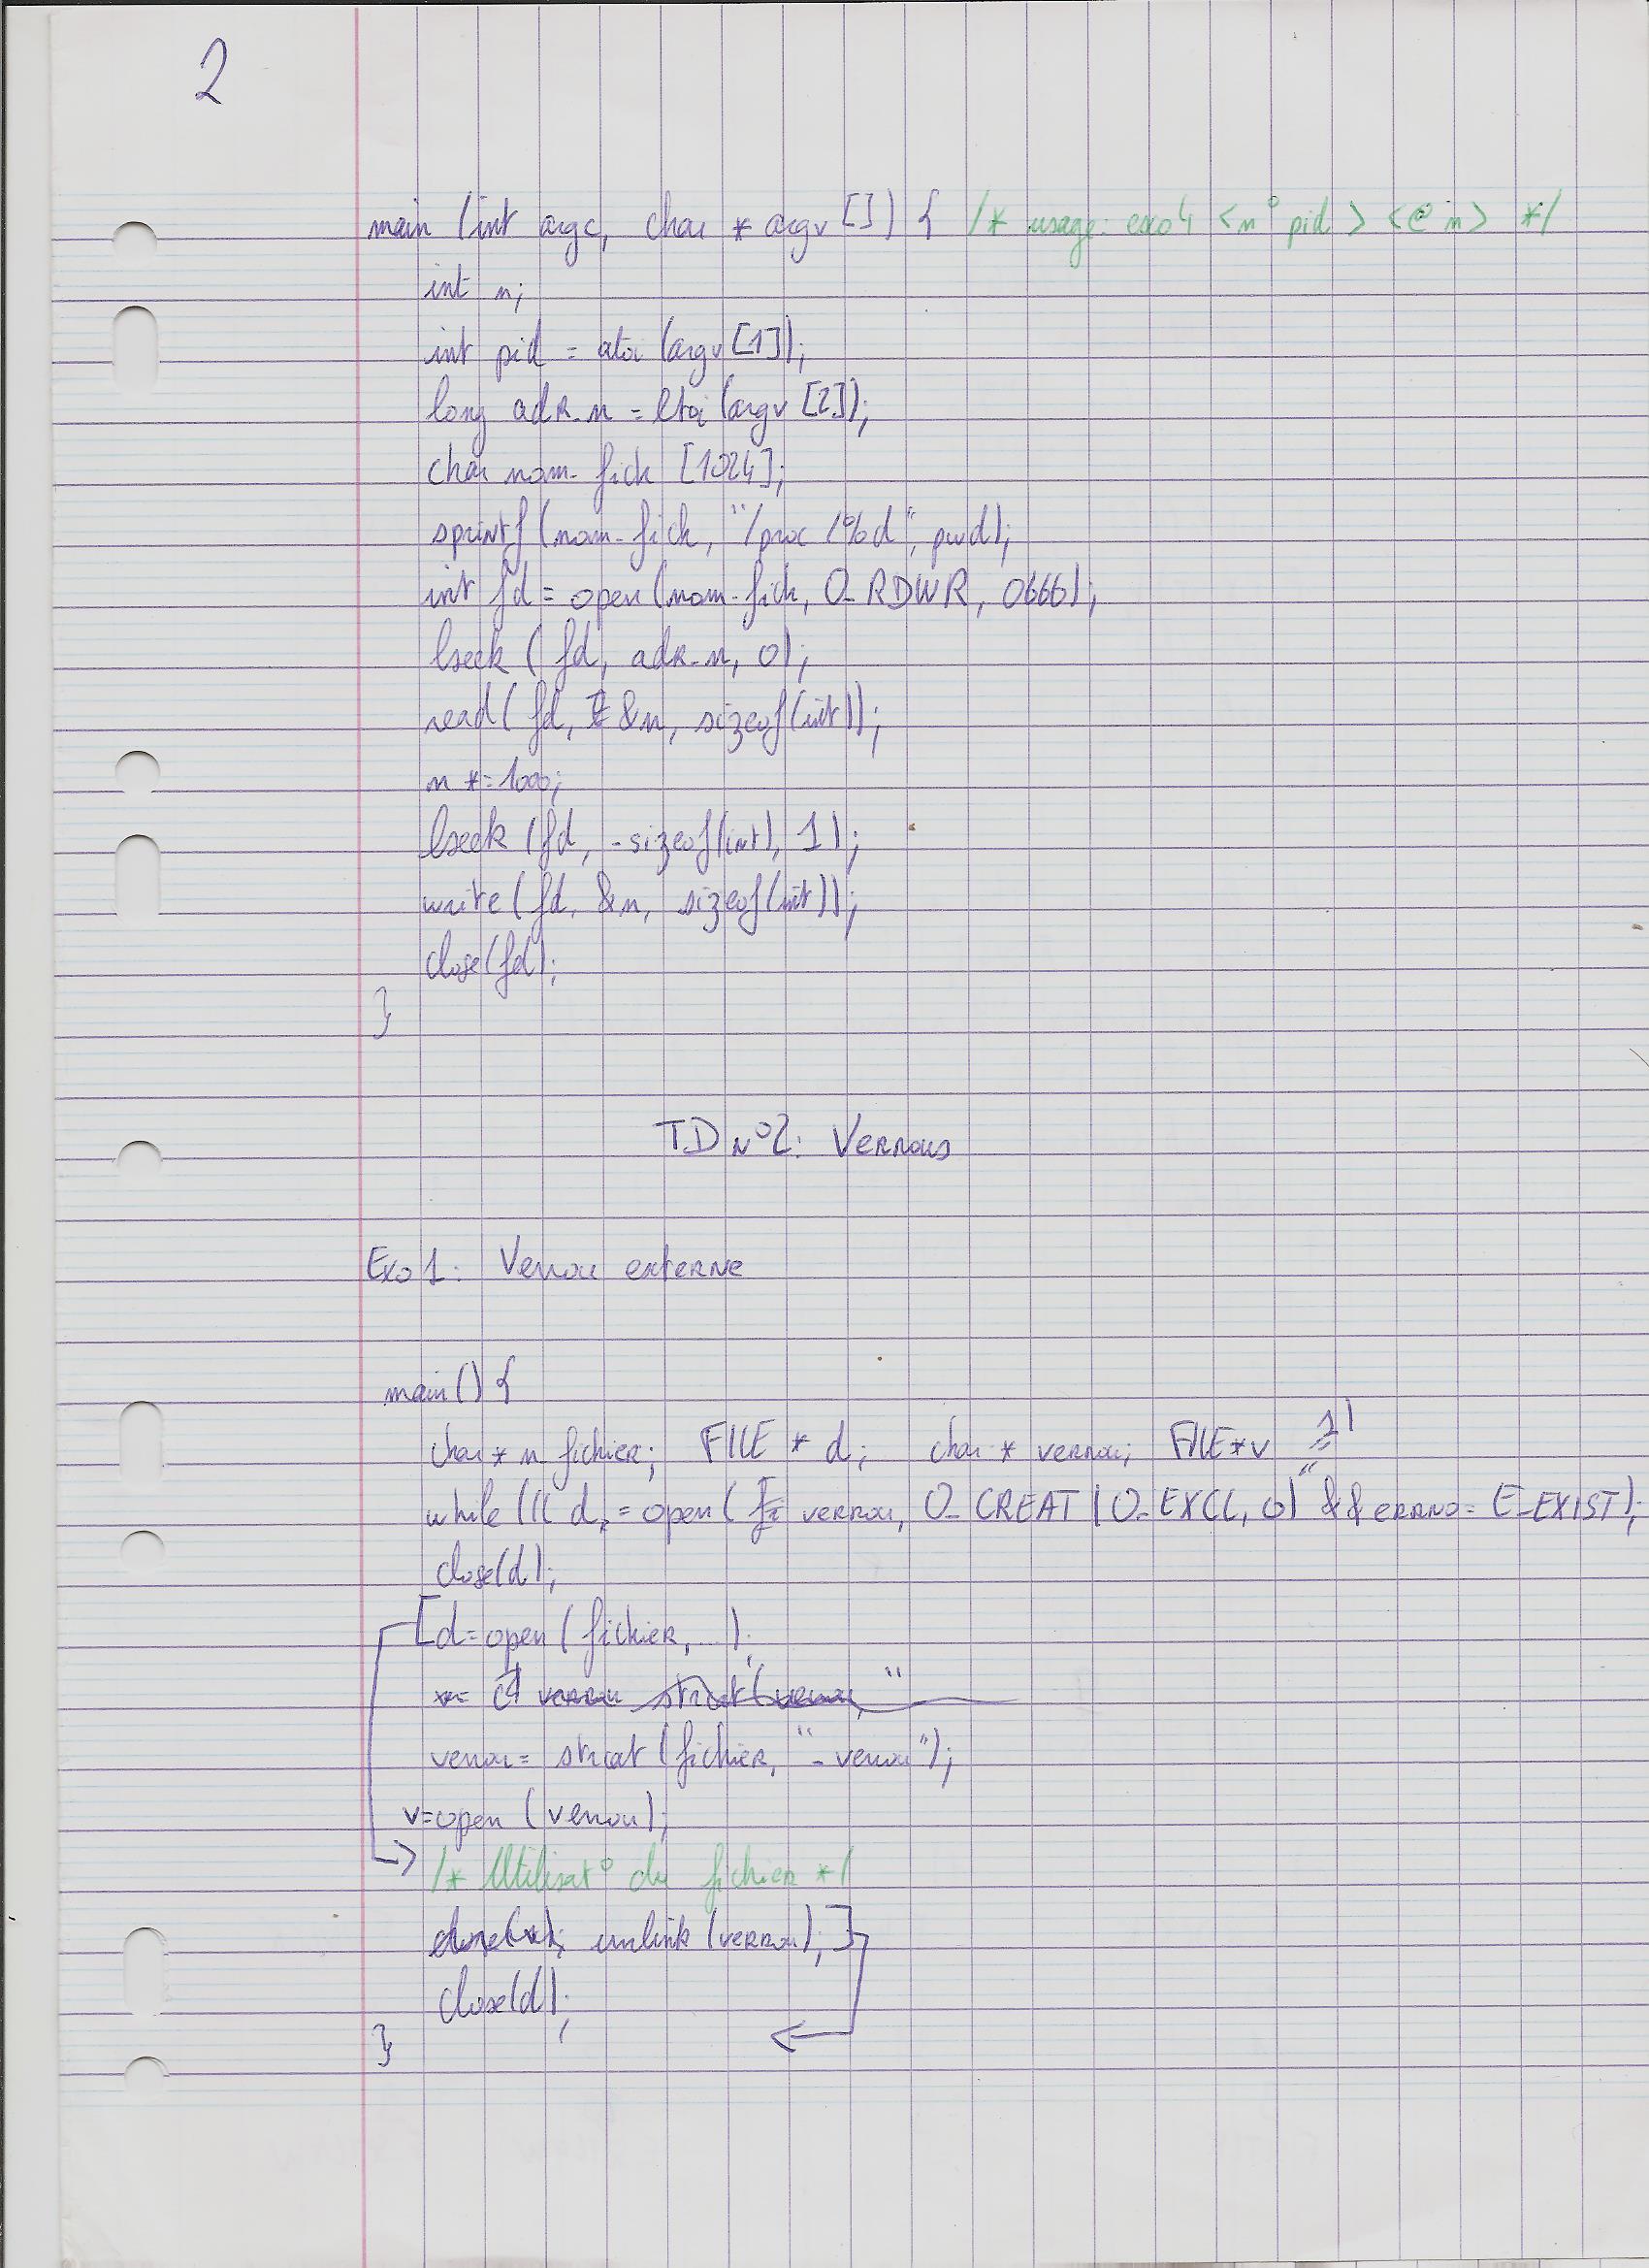 2
main (int argc, char * argv []) { /* usage: exo4 <n° pid> <@ n> */
int n;
int pid = atoi (argv [1]);
long adr_n = ltoi (argv [2]);
char nom_fich [1024];
sprintf (nom_fich, "/proc/%d", pwd);
int fd = open (nom_fich, O_RDWR, 0666);
lseek ( fd, adr_n, 0);
read ( fd, &n, sizeof(int));
n *= 1000;
lseek (fd, -sizeof(int), 1);
write (fd, &n, sizeof(int));
close (fd);
}
TD N°2: Verrous
Exo 1: Verrou externe
main() {
char * n fichier; FILE * d; char * verrou; FILE * v
while ((( d = open ( verrou, O_CREAT | O_EXCL, 0) == -1) && errno = E_EXIST);
close(d);
[d = open ( fichier, ...);
verrou = strcat (fichier, "_verrou");
v=open (verrou);
/* Utilisat° du fichier */
unlink (verrou); ]
close(d);
}